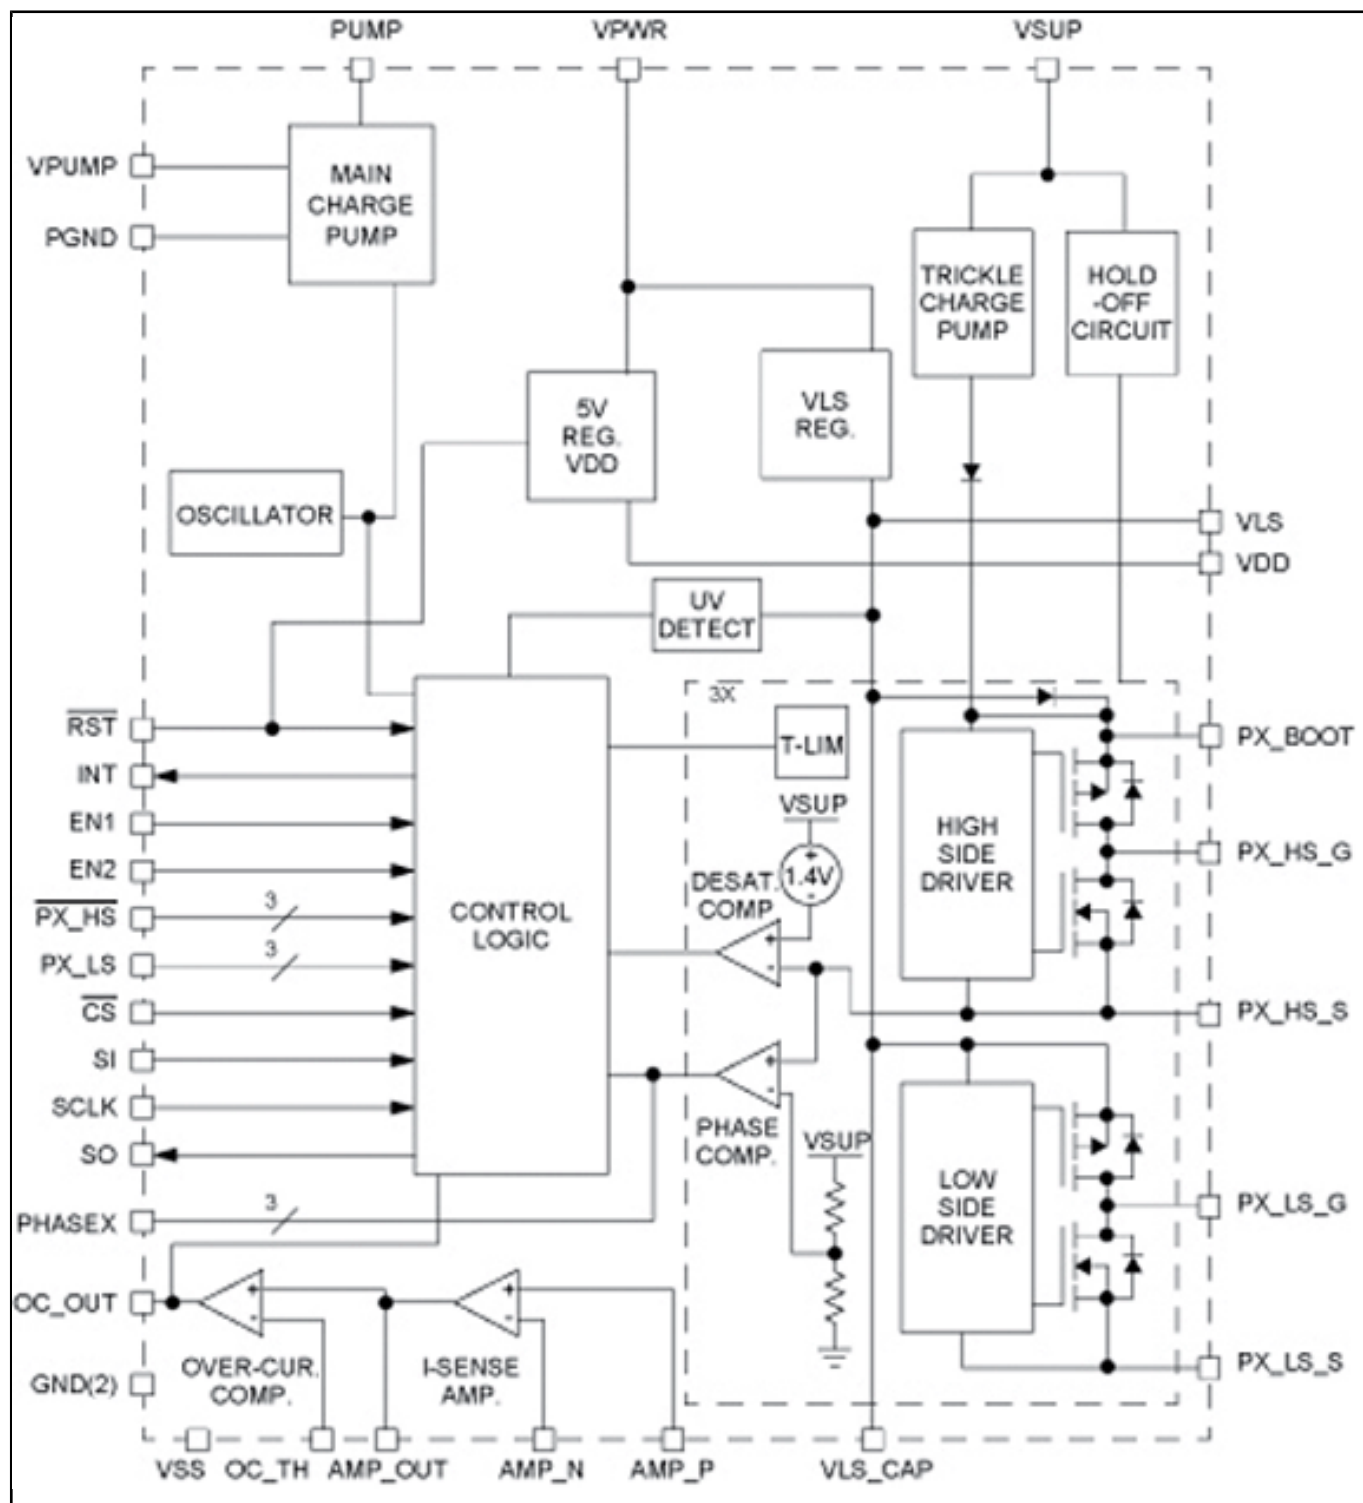 PUMP
VPWR
VSUP
VPUMP
PGND
MAIN
CHARGE
PUMP
TRICKLE
CHARGE
PUMP
HOLD
-OFF
CIRCUIT
5V
REG.
VDD
VLS
REG.
OSCILLATOR
VLS
VDD
UV
DETECT
3X
RST
INT
EN1
EN2
PX_HS
3
PX_LS
3
CS
SI
SCLK
SO
PHASEX
3
OC_OUT
GND(2)
CONTROL
LOGIC
T-LIM
VSUP
+
1.4V
-
DESAT.
COMP.
+
-
+
-
PHASE
COMP.
VSUP
HIGH
SIDE
DRIVER
LOW
SIDE
DRIVER
PX_BOOT
PX_HS_G
PX_HS_S
PX_LS_G
PX_LS_S
+
-
OVER-CUR.
COMP.
+
-
I-SENSE
AMP.
VSS
OC_TH
AMP_OUT
AMP_N
AMP_P
VLS_CAP